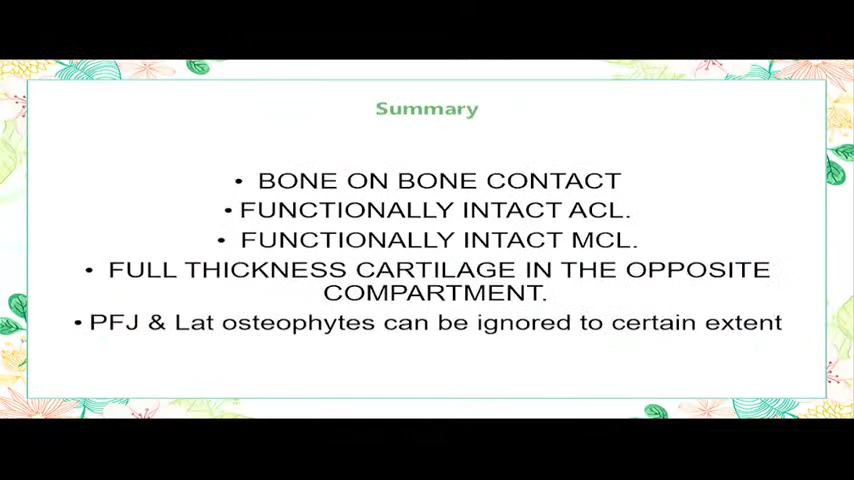 Summary
• BONE ON BONE CONTACT
• FUNCTIONALLY INTACT ACL.
• FUNCTIONALLY INTACT MCL.
• FULL THICKNESS CARTILAGE IN THE OPPOSITE
COMPARTMENT.
• PFJ & Lat osteophytes can be ignored to certain extent